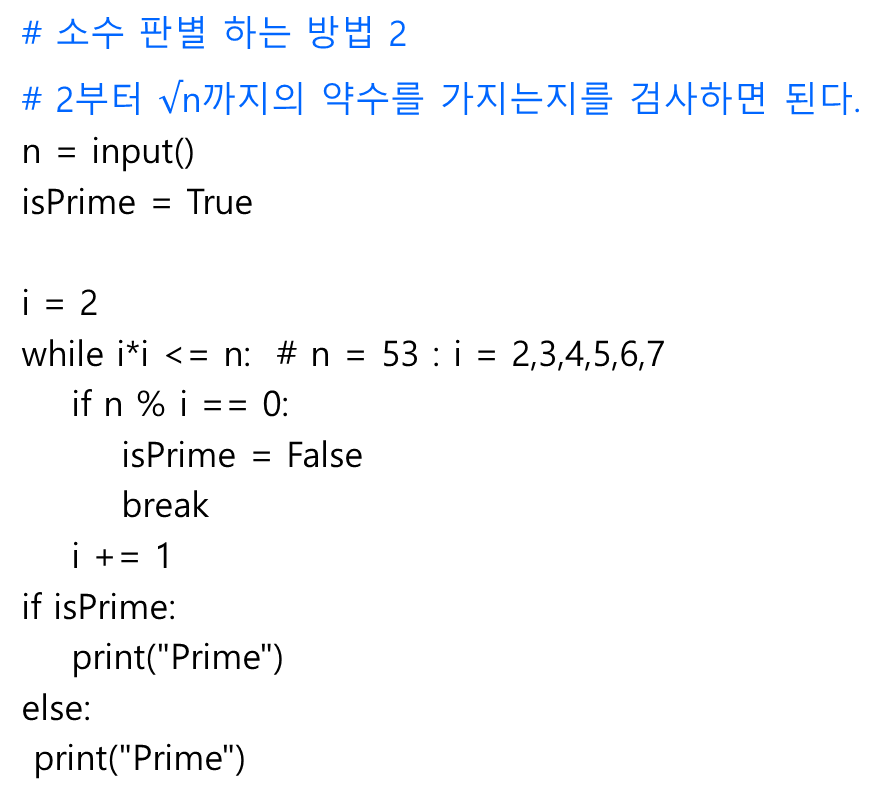 # 소수 판별 하는 방법 2
# 2부터 √n까지의 약수를 가지는지를 검사하면 된다.
n = input()
isPrime = True
i = 2
while i*i <= n:  # n = 53 : i = 2,3,4,5,6,7
    if n % i == 0:
        isPrime = False
        break
    i += 1
if isPrime:
    print("Prime")
else:
 print("Prime")